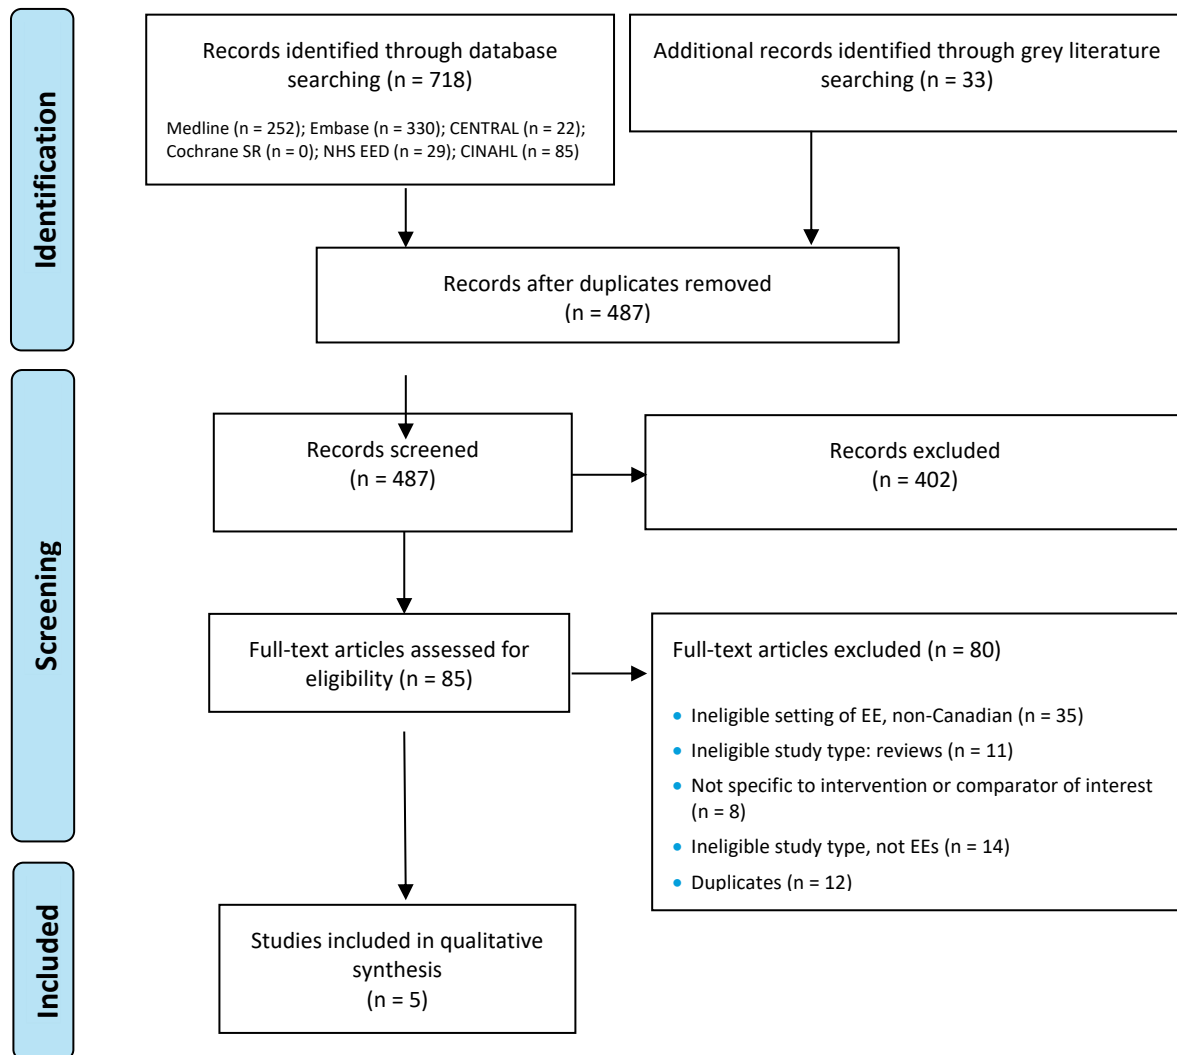 Identification
Records identified through database
searching (n = 718)
Medline (n = 252); Embase (n = 330); CENTRAL (n = 22);
Cochrane SR (n = 0); NHS EED (n = 29); CINAHL (n = 85)
Additional records identified through grey literature
searching (n = 33)
Records after duplicates removed
(n = 487)
Screening
Records screened
(n = 487)
Records excluded
(n = 402)
Full-text articles assessed for
eligibility (n = 85)
Full-text articles excluded (n = 80)
• Ineligible setting of EE, non-Canadian (n = 35)
• Ineligible study type: reviews (n = 11)
• Not specific to intervention or comparator of interest
(n = 8)
• Ineligible study type, not EEs (n = 14)
• Duplicates (n = 12)
Included
Studies included in qualitative
synthesis
(n = 5)